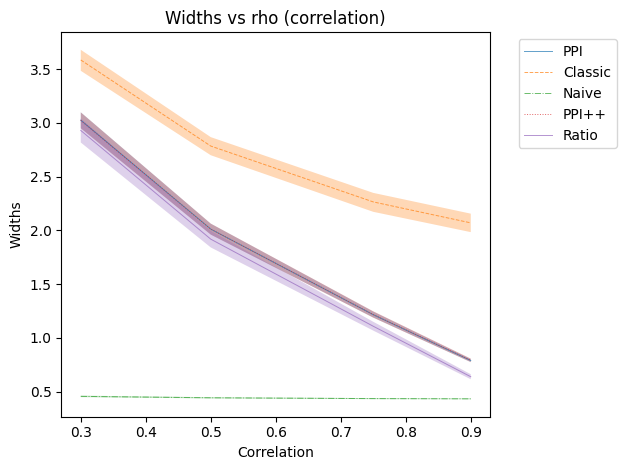 Widths vs rho (correlation)
PPI
Classic
Naive
PPI++
Ratio
3.5
3.0
2.5
2.0
1.5
1.0
0.5
Widths
0.3 0.4 0.5 0.6 0.7 0.8 0.9
Correlation